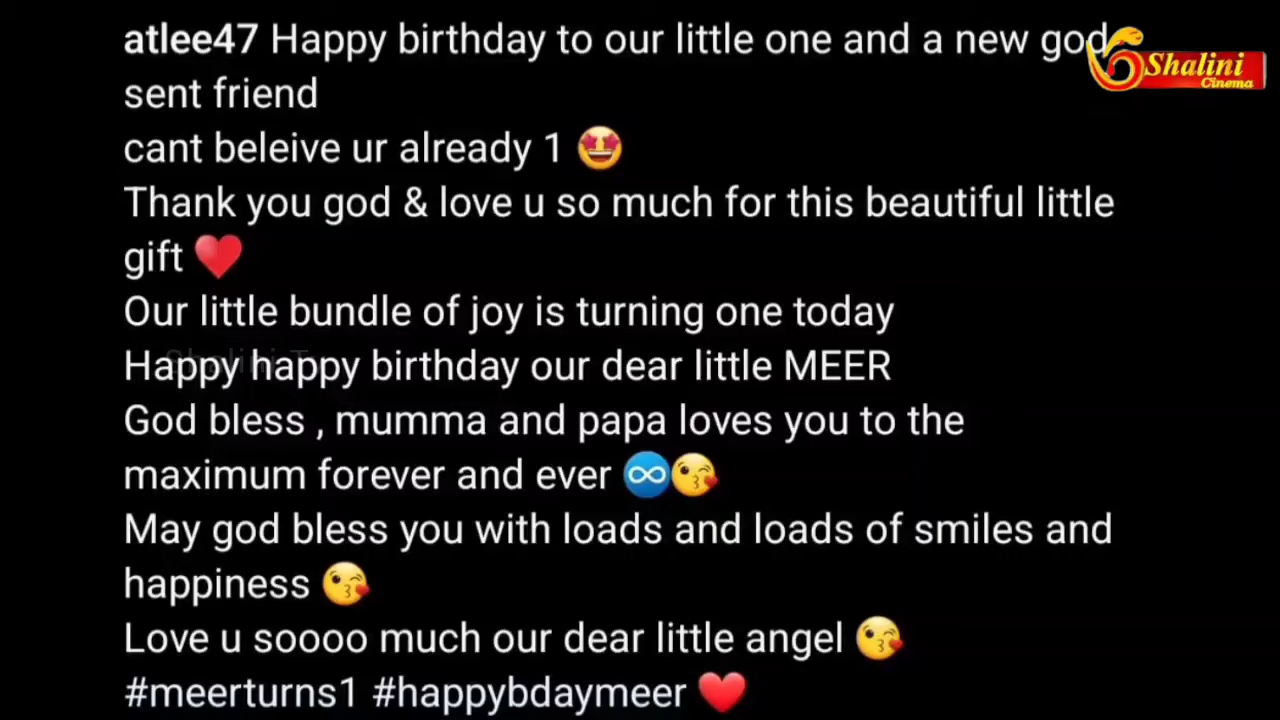 atlee47 Happy birthday to our little one and a new god
sent friend
cant beleive ur already 1 🤩
Thank you god & love u so much for this beautiful little
gift ♥️
Our little bundle of joy is turning one today
Happy happy birthday our dear little MEER
God bless , mumma and papa loves you to the
maximum forever and ever ♾️😘
May god bless you with loads and loads of smiles and
happiness 😘
Love u soooo much our dear little angel 😘
#meerturns1 #happybdaymeer ❤️
Shalini
Cinema
Shalini Tv